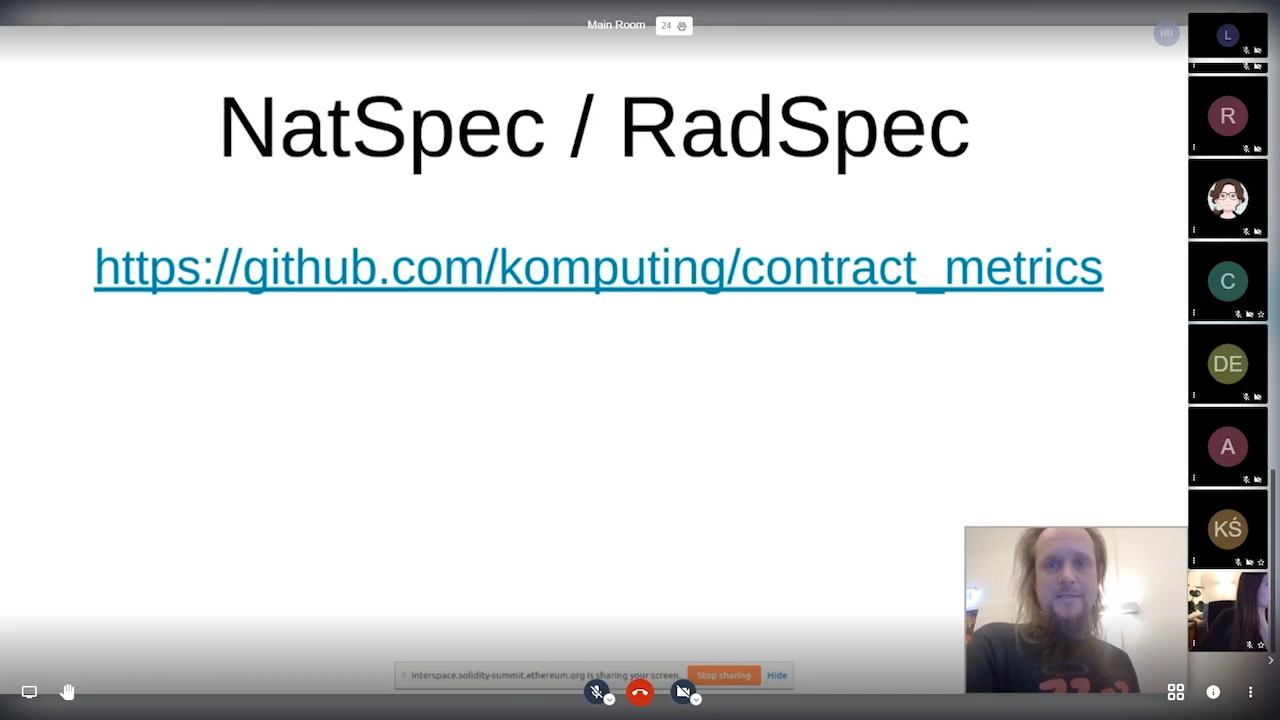 Main Room 24
HD
L
NatSpec / RadSpec
R
https://github.com/komputing/contract_metrics
C
DE
A
KŚ
interspace.solidity-summit.ethereum.org is sharing your screen. Stop sharing Hide